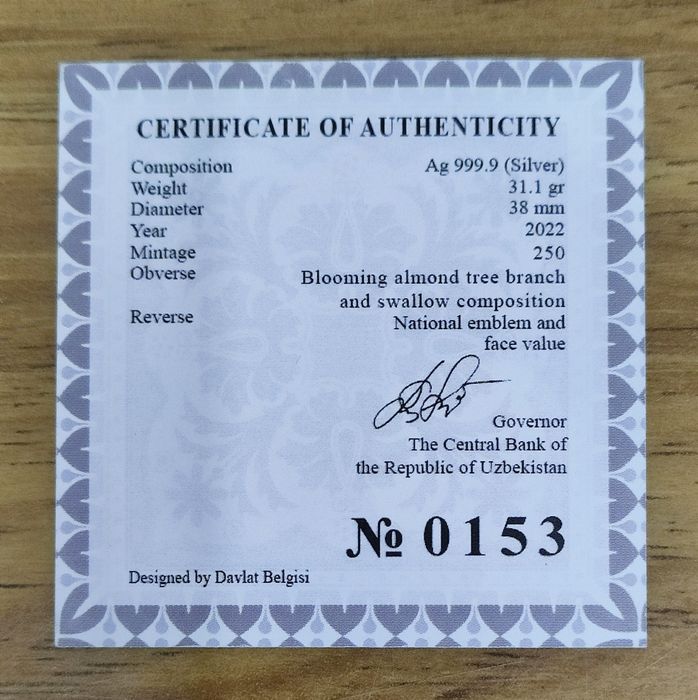 CERTIFICATE OF AUTHENTICITY
Composition Ag 999.9 (Silver)
Weight 31.1 gr
Diameter 38 mm
Year 2022
Mintage 250
Obverse Blooming almond tree branch
and swallow composition
Reverse National emblem and
face value
Governor
The Central Bank of
the Republic of Uzbekistan
№ 0153
Designed by Davlat Belgisi